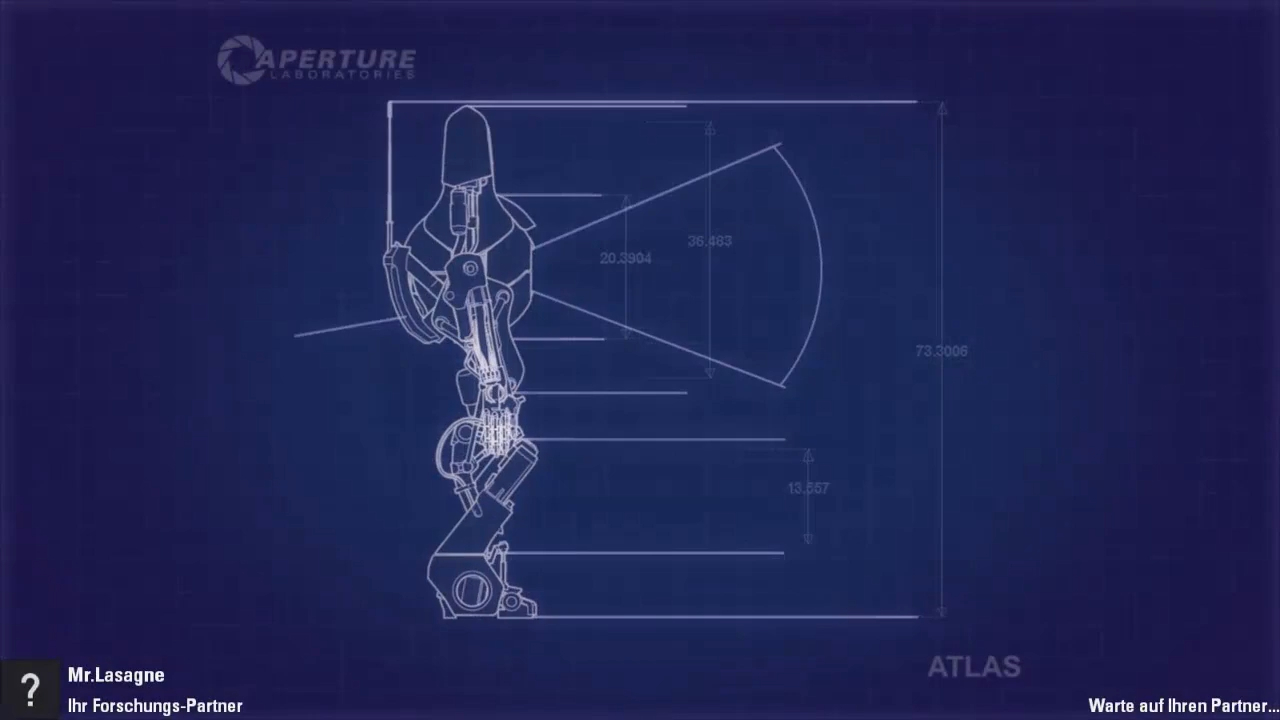 APERTURE
LABORATORIES
36.483
20.3904
73.3006
13.557
ATLAS
?
Mr.Lasagne
Ihr Forschungs-Partner
Warte auf Ihren Partner...